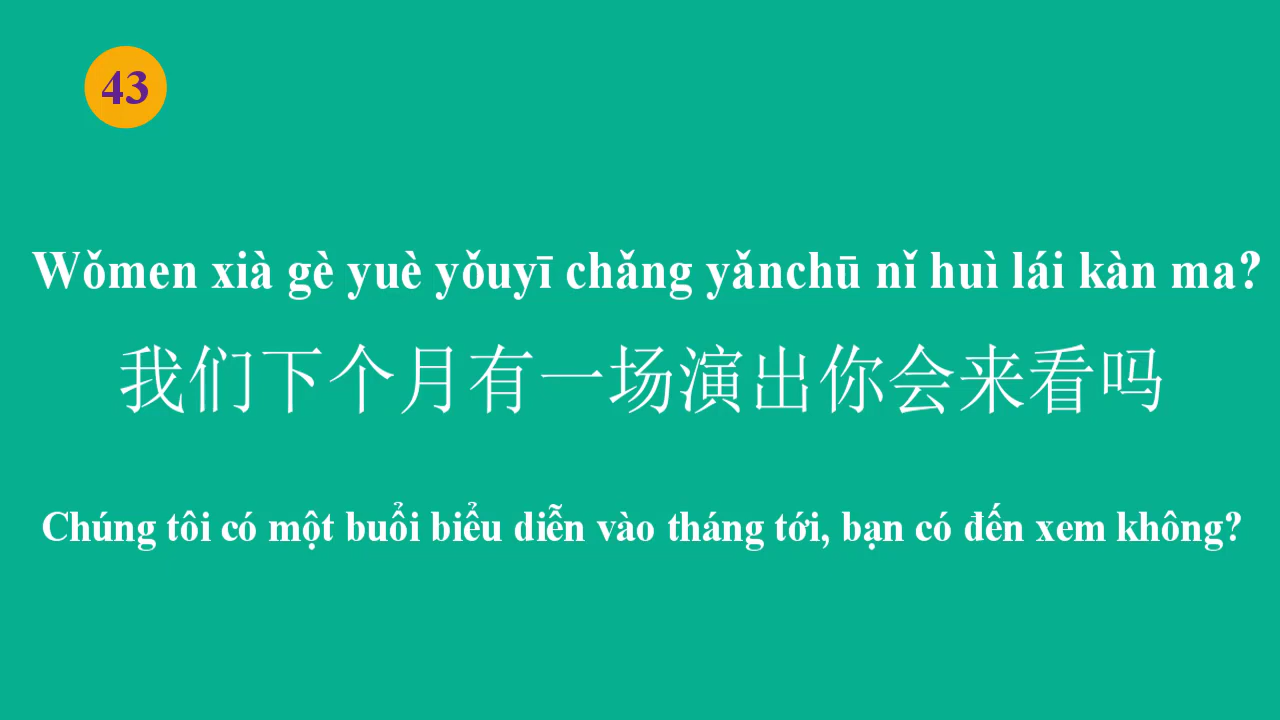 43
Wǒmen xià gè yuè yǒuyī chǎng yǎnchū nǐ huì lái kàn ma?
我们下个月有一场演出你会来看吗
Chúng tôi có một buổi biểu diễn vào tháng tới, bạn có đến xem không?